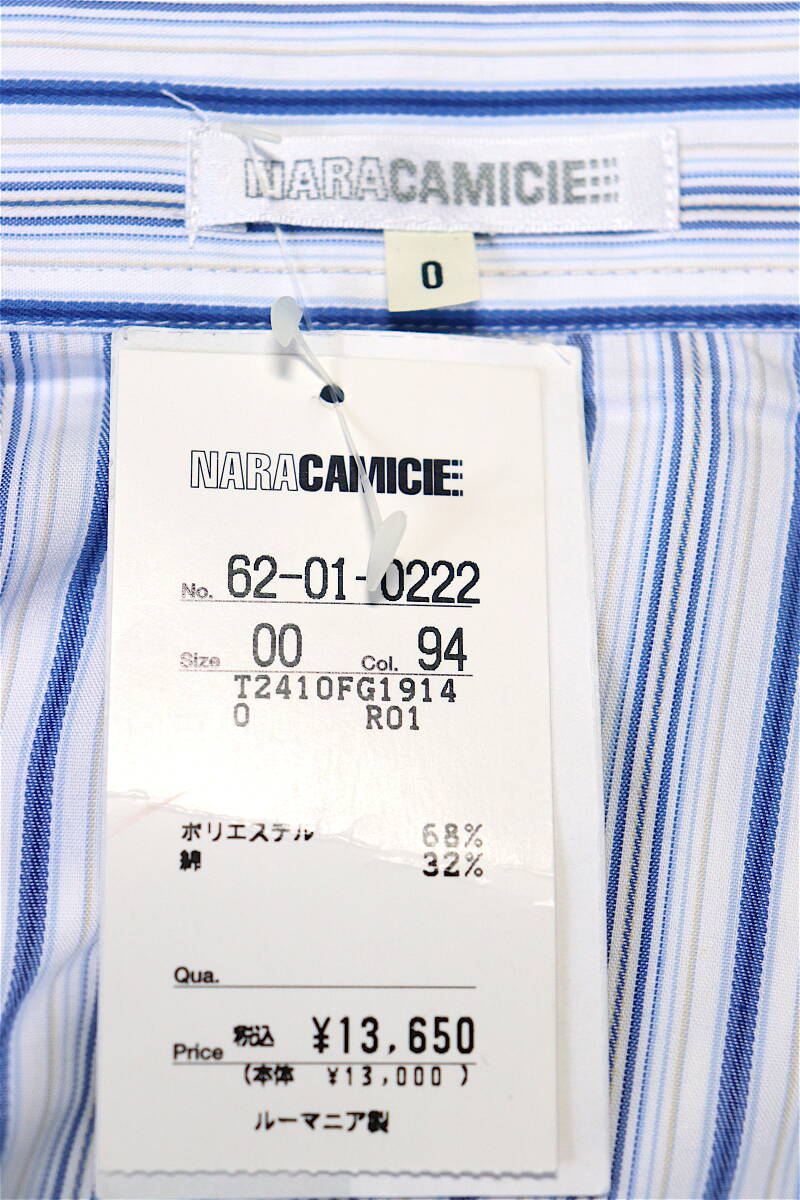 NARACAMICIE
0
NARACAMICIE
No. 62-01-0222
Size 00 Col. 94
T2410FG1914
0 R01
ポリエステル 68%
綿 32%
Qua.
Price 税込 ¥13,650
(本体 ¥13,000 )
ルーマニア製